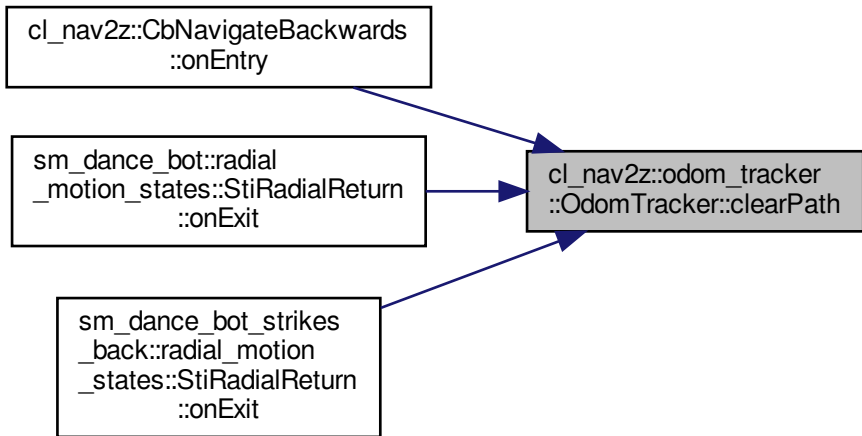 cl_nav2z::CbNavigateBackwards
::onEntry
sm_dance_bot::radial
_motion_states::StiRadialReturn
::onExit
cl_nav2z::odom_tracker
::OdomTracker::clearPath
sm_dance_bot_strikes
_back::radial_motion
_states::StiRadialReturn
::onExit